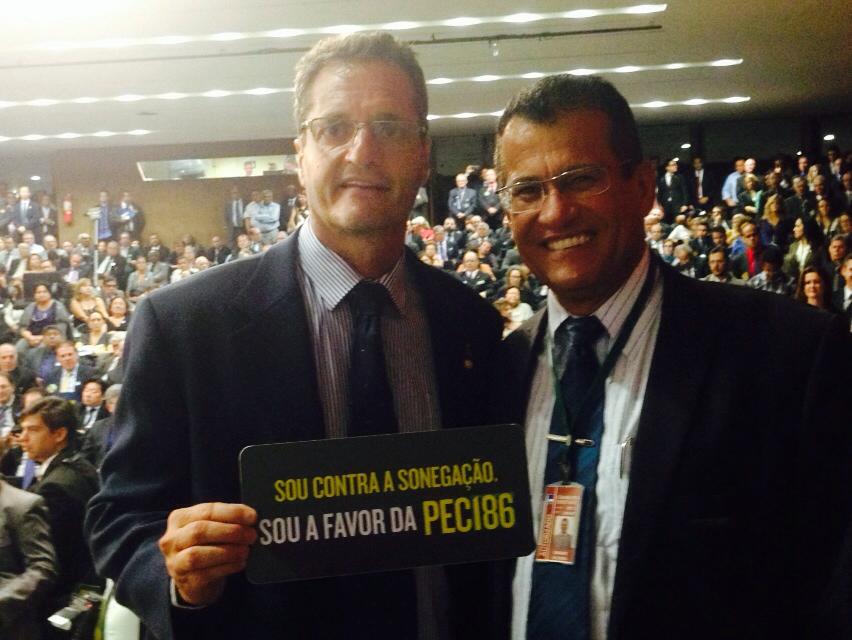 SOU CONTRA A SONEGAÇÃO.
SOU A FAVOR DA PEC186